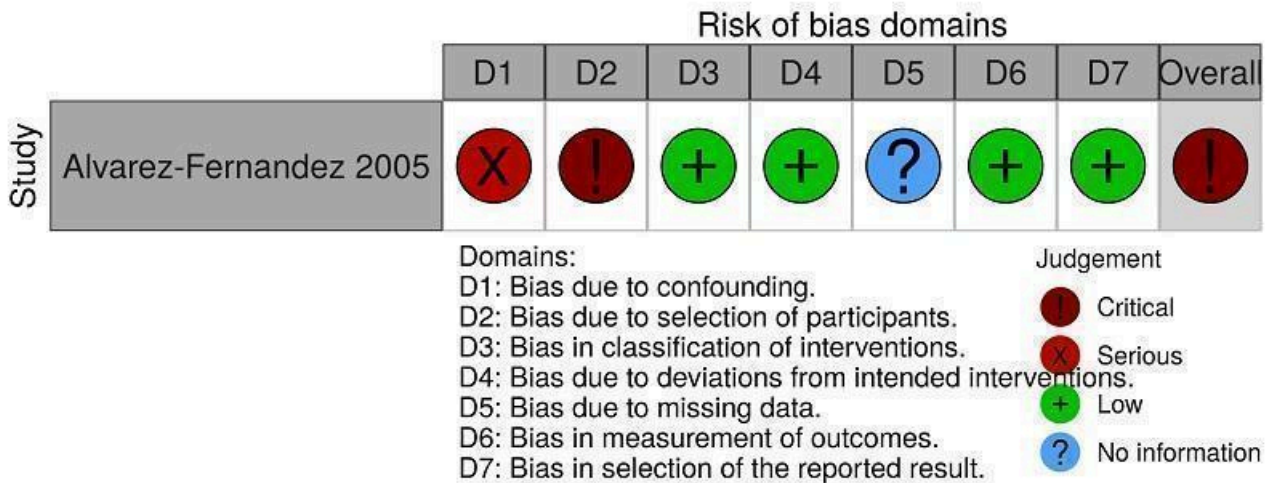 Risk of bias domains
D1 D2 D3 D4 D5 D6 D7 Overall
Study
Alvarez-Fernandez 2005 X ! + + ? + + !
Domains:
D1: Bias due to confounding.
D2: Bias due to selection of participants.
D3: Bias in classification of interventions.
D4: Bias due to deviations from intended interventions.
D5: Bias due to missing data.
D6: Bias in measurement of outcomes.
D7: Bias in selection of the reported result.
Judgement
! Critical
X Serious
+ Low
? No information